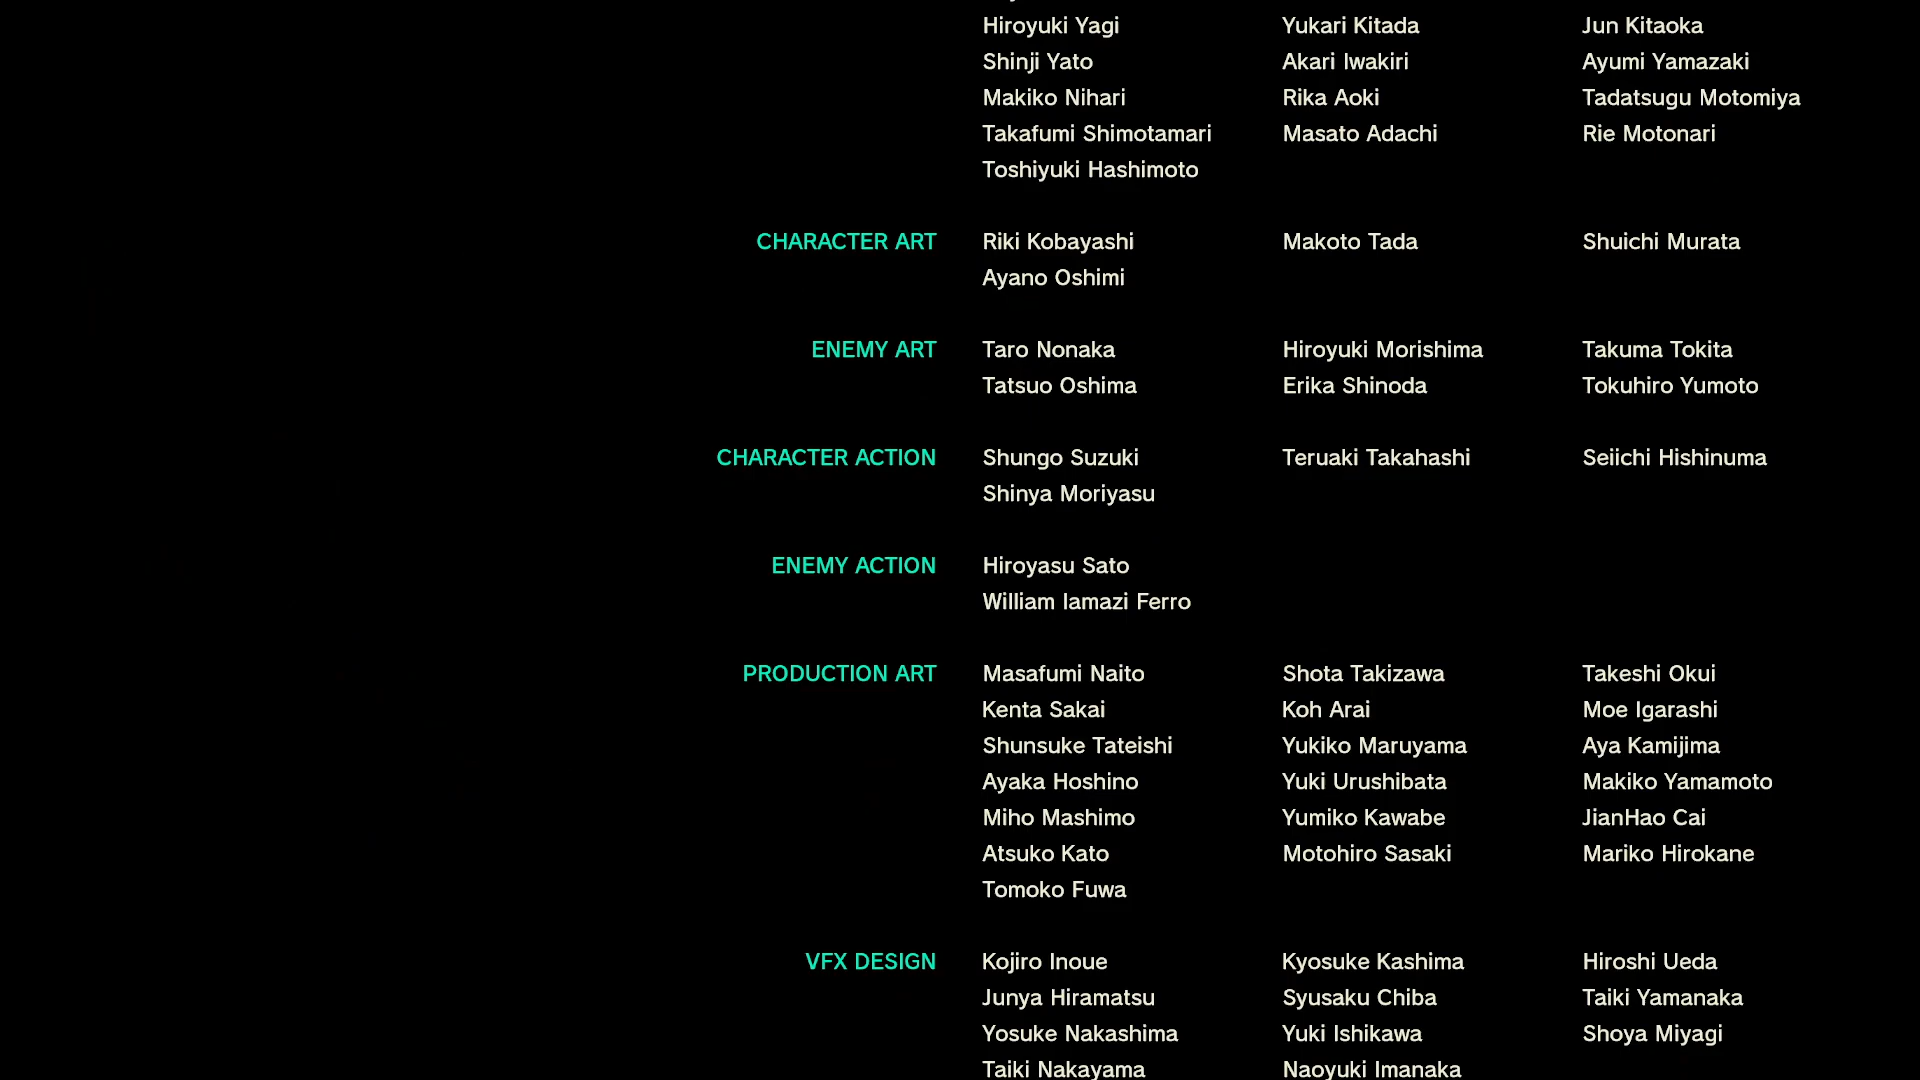 Hiroyuki Yagi Yukari Kitada Jun Kitaoka
Shinji Yato Akari Iwakiri Ayumi Yamazaki
Makiko Nihari Rika Aoki Tadatsugu Motomiya
Takafumi Shimotamari Masato Adachi Rie Motonari
Toshiyuki Hashimoto
CHARACTER ART Riki Kobayashi Makoto Tada Shuichi Murata
Ayano Oshimi
ENEMY ART Taro Nonaka Hiroyuki Morishima Takuma Tokita
Tatsuo Oshima Erika Shinoda Tokuhiro Yumoto
CHARACTER ACTION Shungo Suzuki Teruaki Takahashi Seiichi Hishinuma
Shinya Moriyasu
ENEMY ACTION Hiroyasu Sato
William Iamazi Ferro
PRODUCTION ART Masafumi Naito Shota Takizawa Takeshi Okui
Kenta Sakai Koh Arai Moe Igarashi
Shunsuke Tateishi Yukiko Maruyama Aya Kamijima
Ayaka Hoshino Yuki Urushibata Makiko Yamamoto
Miho Mashimo Yumiko Kawabe JianHao Cai
Atsuko Kato Motohiro Sasaki Mariko Hirokane
Tomoko Fuwa
VFX DESIGN Kojiro Inoue Kyosuke Kashima Hiroshi Ueda
Junya Hiramatsu Syusaku Chiba Taiki Yamanaka
Yosuke Nakashima Yuki Ishikawa Shoya Miyagi
Taiki Nakayama Naoyuki Imanaka